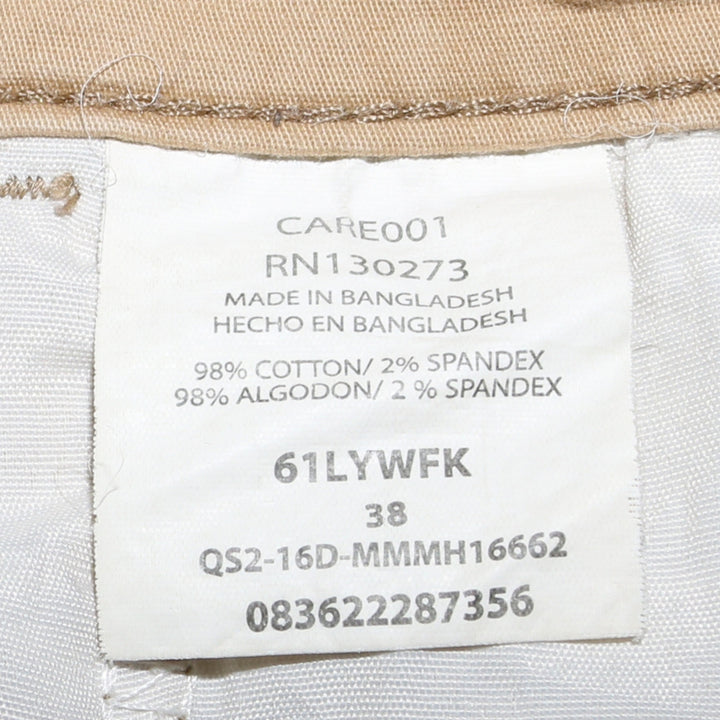 CARE001
RN130273
MADE IN BANGLADESH
HECHO EN BANGLADESH
98% COTTON/ 2% SPANDEX
98% ALGODON/ 2 % SPANDEX
61LYWFK
38
QS2-16D-MMMH16662
083622287356